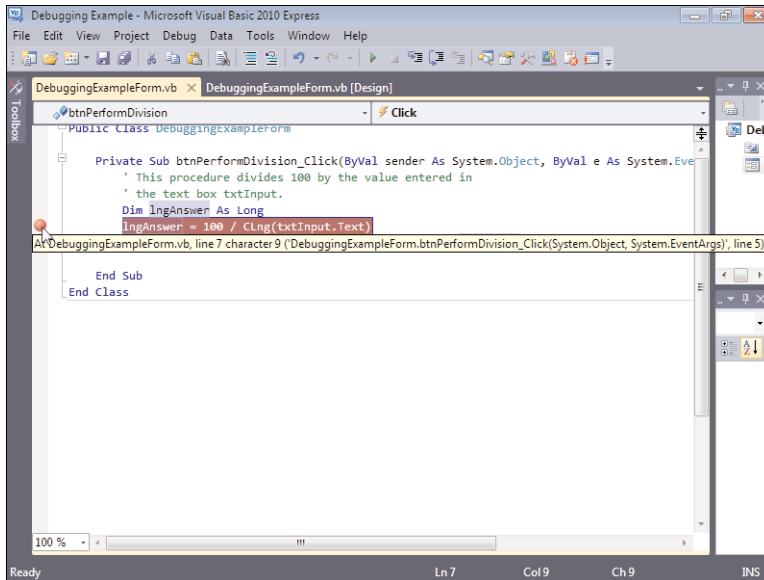 Debugging Example - Microsoft Visual Basic 2010 Express
File Edit View Project Debug Data Tools Window Help
Toolbox
DebuggingExampleForm.vb DebuggingExampleForm.vb [Design]
btnPerformDivision Click
Public Class DebuggingExampleForm
Private Sub btnPerformDivision_Click(ByVal sender As System.Object, ByVal e As System.Eve
' This procedure divides 100 by the value entered in
' the text box txtInput.
Dim lngAnswer As Long
lngAnswer = 100 / CLng(txtInput.Text)
At DebuggingExampleForm.vb, line 7 character 9 ('DebuggingExampleForm.btnPerformDivision_Click(System.Object, System.EventArgs)', line 5)
End Sub
End Class
Del
100 %
Ready Ln 7 Col 9 Ch 9 INS